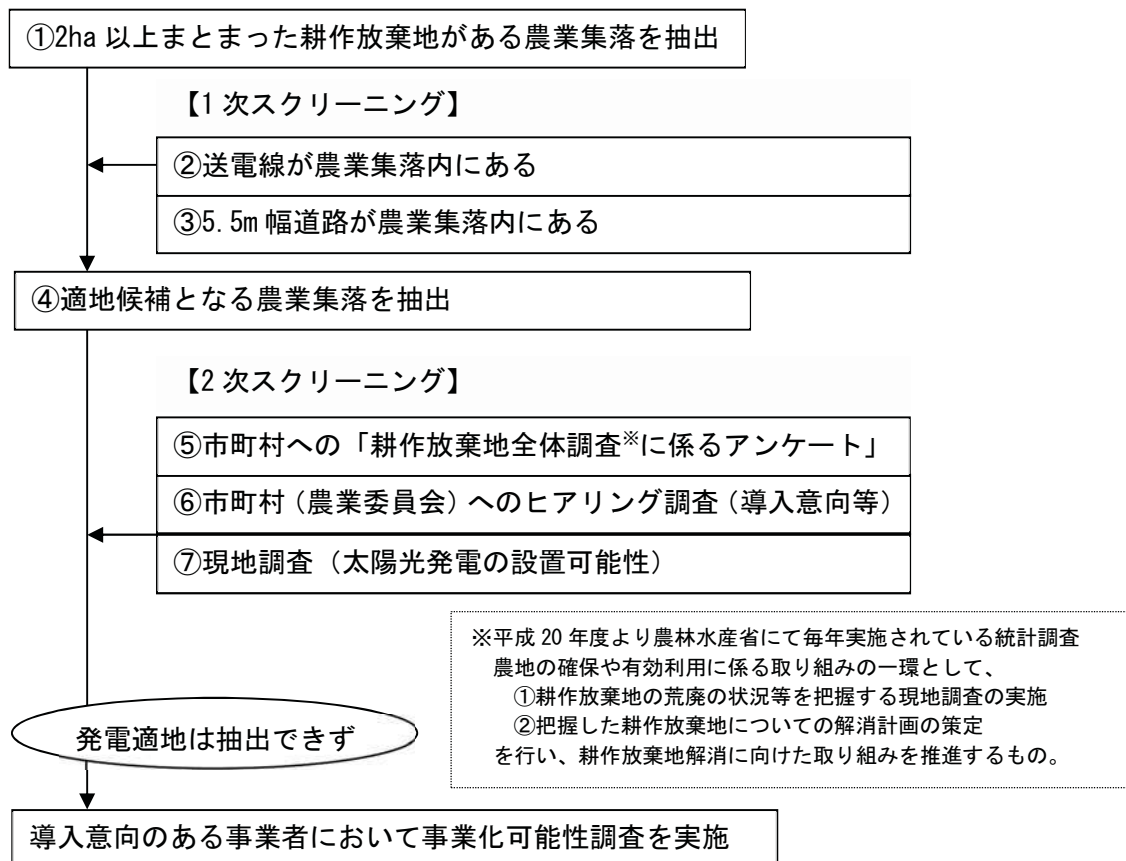 ①2ha 以上まとまった耕作放棄地がある農業集落を抽出
【1 次スクリーニング】
②送電線が農業集落内にある
③5.5m 幅道路が農業集落内にある
④適地候補となる農業集落を抽出
【2 次スクリーニング】
⑤市町村への「耕作放棄地全体調査※に係るアンケート」
⑥市町村（農業委員会）へのヒアリング調査（導入意向等）
⑦現地調査（太陽光発電の設置可能性）
※平成 20 年度より農林水産省にて毎年実施されている統計調査
農地の確保や有効利用に係る取り組みの一環として、
①耕作放棄地の荒廃の状況等を把握する現地調査の実施
②把握した耕作放棄地についての解消計画の策定
を行い、耕作放棄地解消に向けた取り組みを推進するもの。
発電適地は抽出できず
導入意向のある事業者において事業化可能性調査を実施